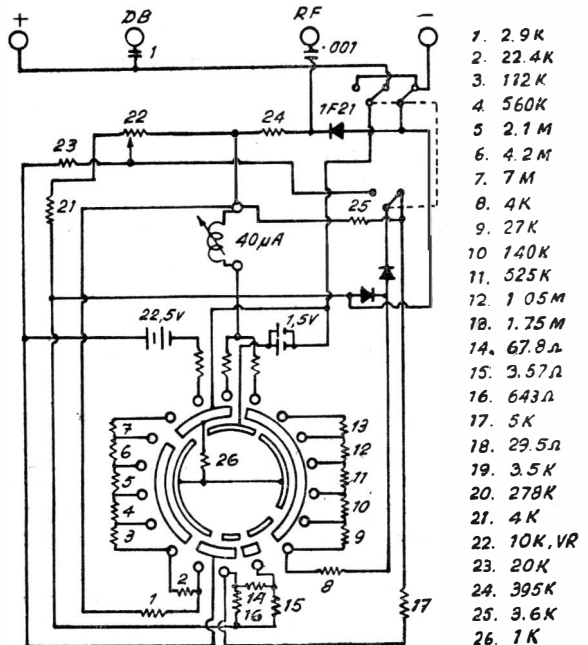 + DB RF −
1 .001
22 24 1F21
23
21 25
40µA
22,5V 1,5V
7 13
6 12
26
5 11
4 10
3 9
2 8
1 14 16 15 17
1. 2.9K
2. 22.4K
3. 112K
4. 560K
5 2.1M
6. 4.2M
7. 7M
8. 4K
9. 27K
10 140K
11, 525K
12. 1 05M
13. 1.75M
14. 67.8Ω
15. 3.57Ω
16. 643Ω
17. 5K
18. 29.5Ω
19. 3.5K
20. 278K
21. 4K
22. 10K,VR
23. 20K
24. 395K
25. 3.6K
26. 1K